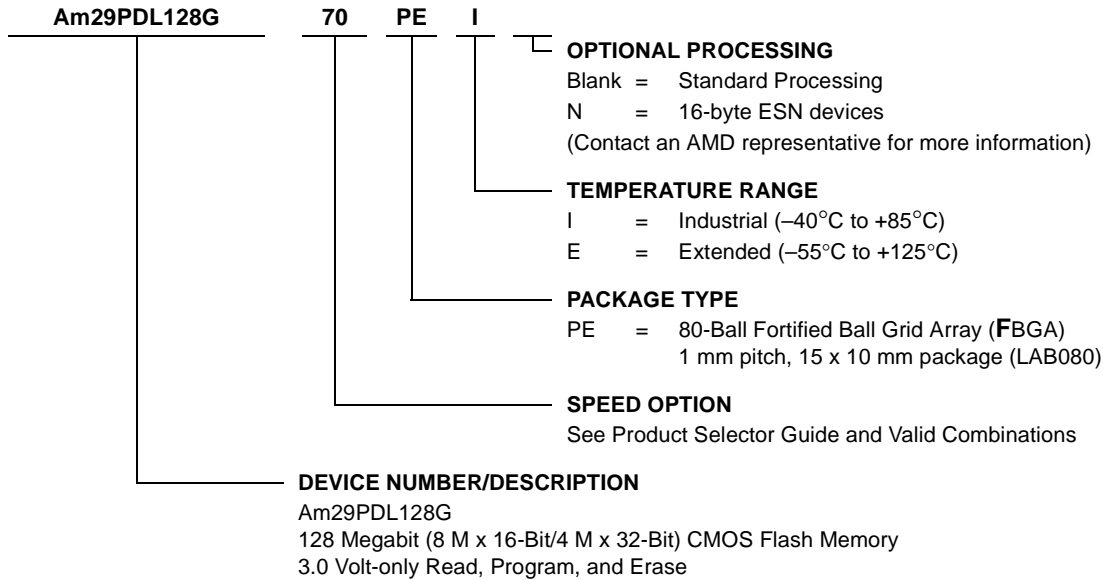 Am29PDL128G 70 PE I
OPTIONAL PROCESSING
Blank = Standard Processing
N = 16-byte ESN devices
(Contact an AMD representative for more information)
TEMPERATURE RANGE
I = Industrial (–40°C to +85°C)
E = Extended (–55°C to +125°C)
PACKAGE TYPE
PE = 80-Ball Fortified Ball Grid Array (FBGA)
1 mm pitch, 15 x 10 mm package (LAB080)
SPEED OPTION
See Product Selector Guide and Valid Combinations
DEVICE NUMBER/DESCRIPTION
Am29PDL128G
128 Megabit (8 M x 16-Bit/4 M x 32-Bit) CMOS Flash Memory
3.0 Volt-only Read, Program, and Erase